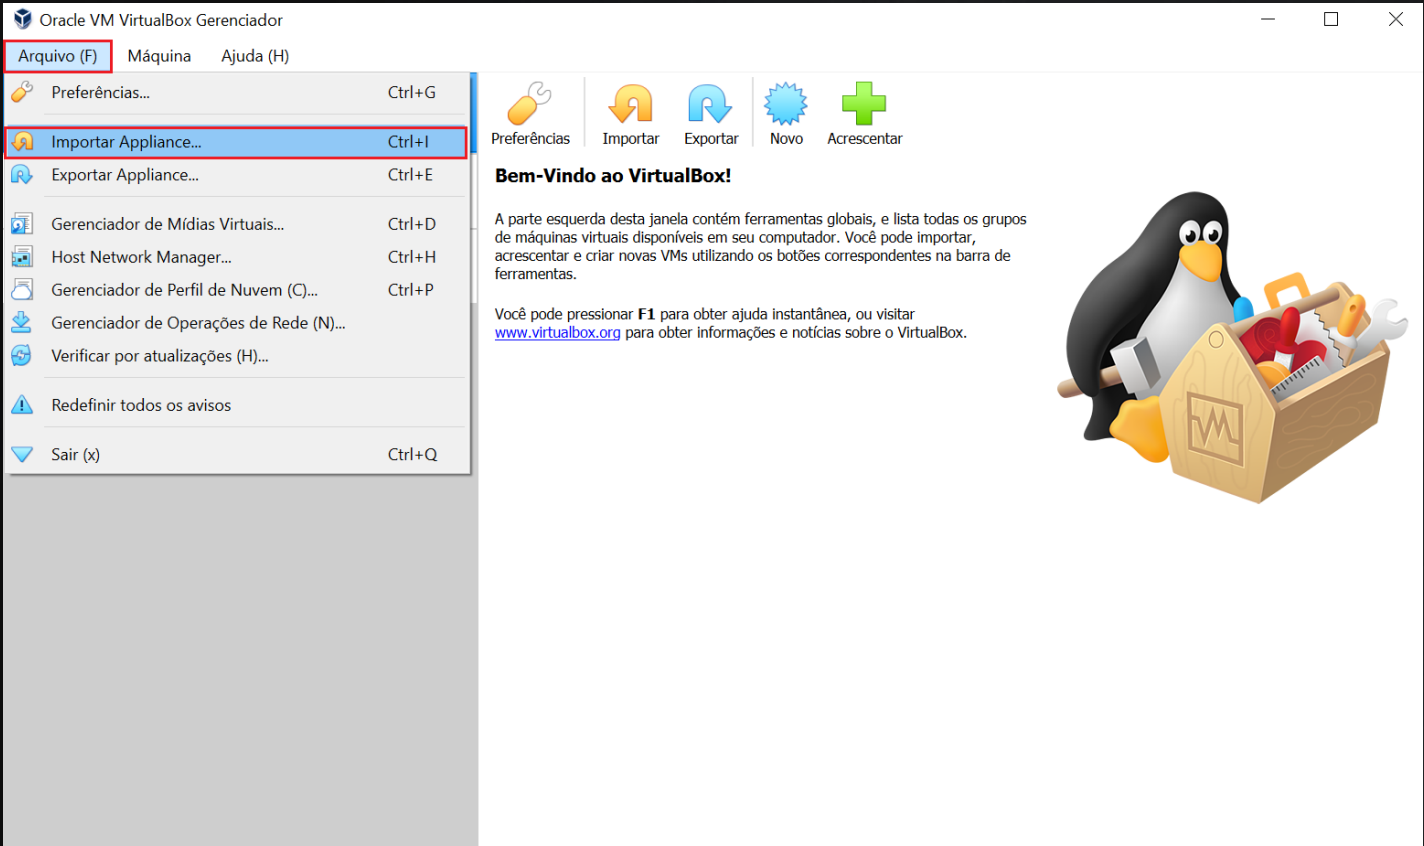 Oracle VM VirtualBox Gerenciador
Arquivo (F) Máquina Ajuda (H)
Preferências... Ctrl+G
Importar Appliance... Ctrl+I
Exportar Appliance... Ctrl+E
Gerenciador de Mídias Virtuais... Ctrl+D
Host Network Manager... Ctrl+H
Gerenciador de Perfil de Nuvem (C)... Ctrl+P
Gerenciador de Operações de Rede (N)...
Verificar por atualizações (H)...
Redefinir todos os avisos
Sair (x) Ctrl+Q
Preferências Importar Exportar Novo Acrescentar
Bem-Vindo ao VirtualBox!
A parte esquerda desta janela contém ferramentas globais, e lista todas os grupos
de máquinas virtuais disponíveis em seu computador. Você pode importar,
acrescentar e criar novas VMs utilizando os botões correspondentes na barra de
ferramentas.
Você pode pressionar F1 para obter ajuda instantânea, ou visitar
www.virtualbox.org para obter informações e notícias sobre o VirtualBox.
VM